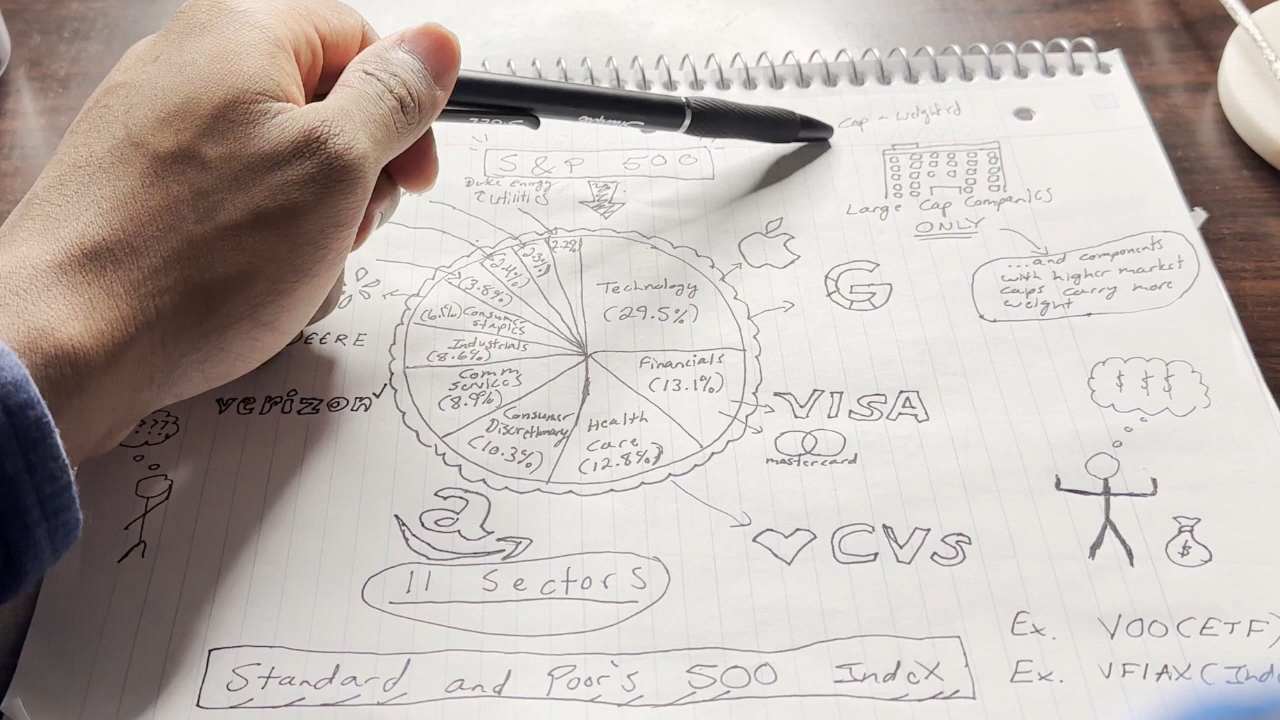 Cap - Weighted
S & P 500
Duke Energy
Utilities
Large Cap Companies
ONLY
...and components
with higher market
caps carry more
weight
2.2%
2.3%
2.4%
(3.8%)
Technology
(29.5%)
G
Consumer
staples
Industrials
(8.6%)
DEERE
Financials
(13.1%)
Comm
services
(8.9%)
verizon
VISA
mastercard
Consumer
Discretionary
(10.3%)
Health
Care
(12.8%)
$ $ $
???
a
CVS
$
11 Sectors
Ex. VOO(ETF)
Standard and Poor's 500 Index
Ex. VFIAX (Ind